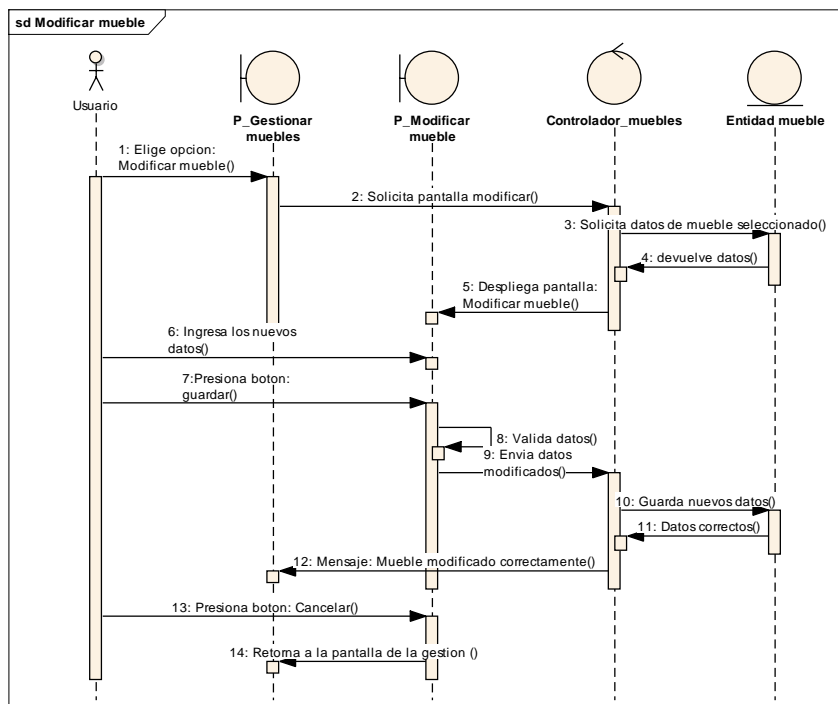 sd Modificar mueble
Usuario
P_Gestionar
muebles
P_Modificar
mueble
Controlador_muebles
Entidad mueble
1: Elige opcion:
Modificar mueble()
2: Solicita pantalla modificar()
3: Solicita datos de mueble seleccionado()
4: devuelve datos()
5: Despliega pantalla:
Modificar mueble()
6: Ingresa los nuevos
datos()
7:Presiona boton:
guardar()
8: Valida datos()
9: Envia datos
modificados()
10: Guarda nuevos datos()
11: Datos correctos()
12: Mensaje: Mueble modificado correctamente()
13: Presiona boton: Cancelar()
14: Retorna a la pantalla de la gestion ()